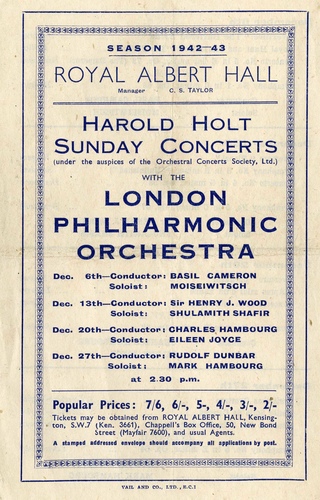 SEASON 1942-43
ROYAL ALBERT HALL
Manager C. S. TAYLOR
HAROLD HOLT
SUNDAY CONCERTS
(under the auspices of the Orchestral Concerts Society, Ltd.)
WITH THE
LONDON
PHILHARMONIC
ORCHESTRA
Dec. 6th—Conductor: BASIL CAMERON
Soloist: MOISEIWITSCH
Dec. 13th—Conductor: Sir HENRY J. WOOD
Soloist: SHULAMITH SHAFIR
Dec. 20th—Conductor: CHARLES HAMBOURG
Soloist: EILEEN JOYCE
Dec. 27th—Conductor: RUDOLF DUNBAR
Soloist: MARK HAMBOURG
at 2.30 p.m.
Popular Prices: 7/6, 6/-, 5-, 4/-, 3/-, 2/-
Tickets may be obtained from ROYAL ALBERT HALL, Kensing-
ton, S.W.7 (Ken. 3661), Chappell's Box Office, 50, New Bond
Street (Mayfair 7600), and usual Agents.
A stamped addressed envelope should accompany all applications by post.
VAIL AND CO., LTD., E.C.1